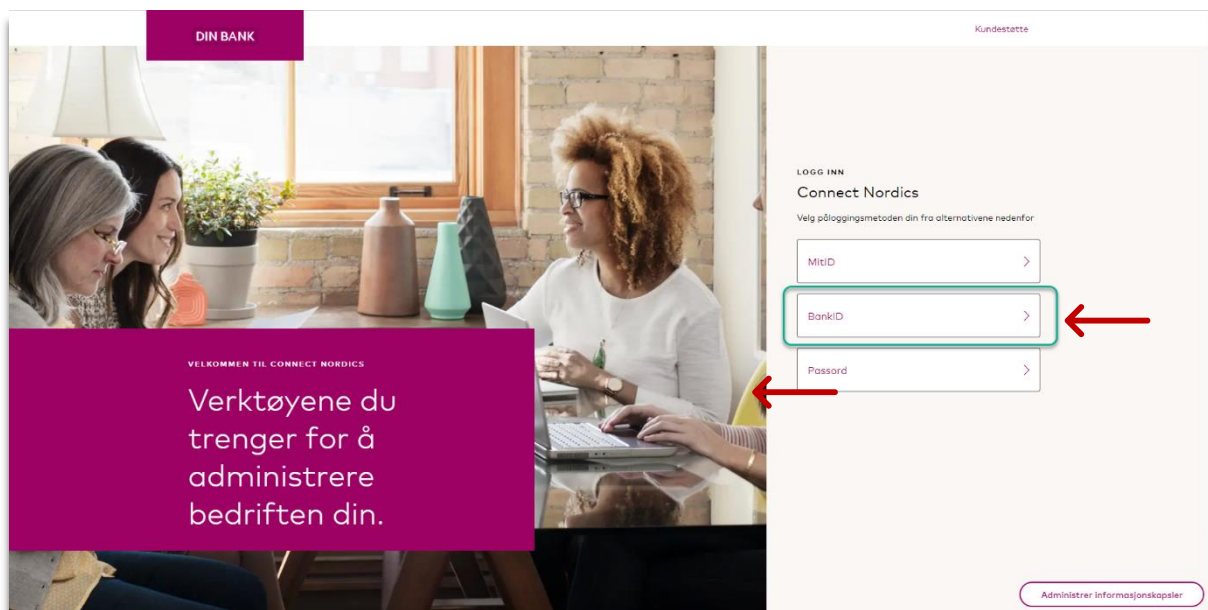 DIN BANK
Kundestøtte
LOGG INN
Connect Nordics
Velg påloggingsmetoden din fra alternativene nedenfor
MitID
BankID
Passord
VELKOMMEN TIL CONNECT NORDICS
Verktøyene du
trenger for å
administrere
bedriften din.
Administrer informasjonskapsler